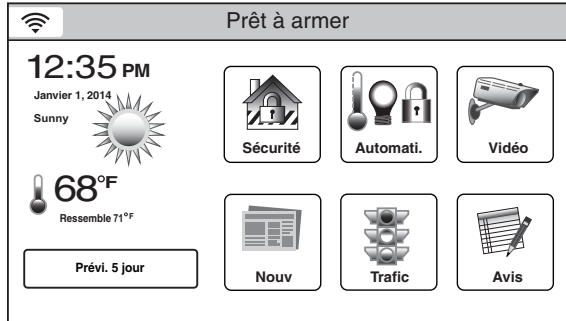 Prêt à armer
12:35 PM
Janvier 1, 2014
Sunny
68°F
Ressemble 71°F
Prévi. 5 jour
Sécurité
Automati.
Vidéo
Nouv
Trafic
Avis